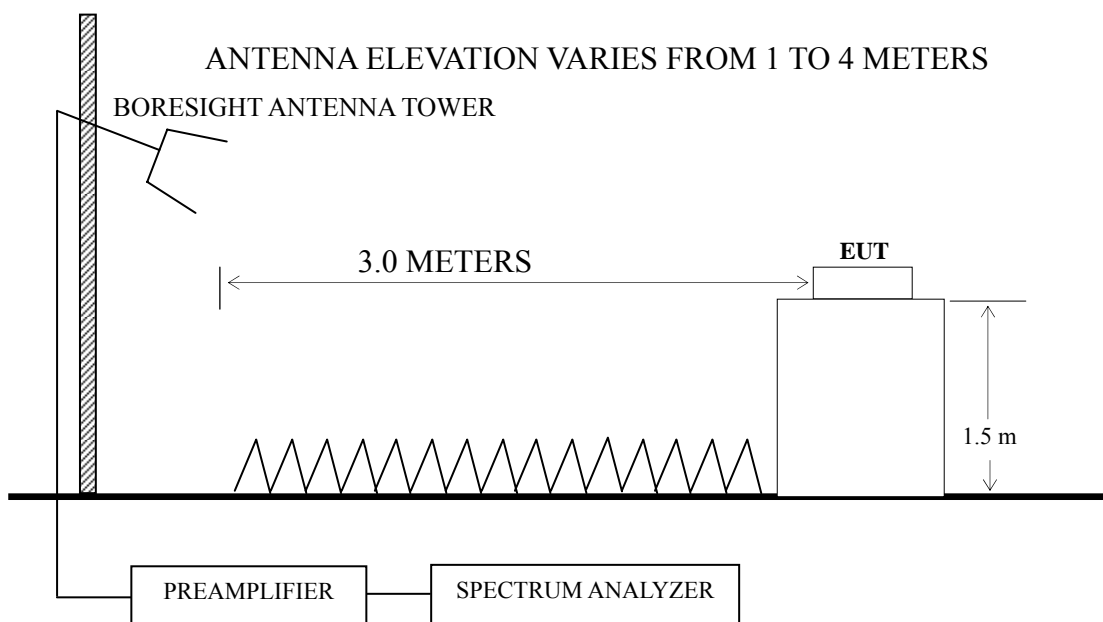 ANTENNA ELEVATION VARIES FROM 1 TO 4 METERS
BORESIGHT ANTENNA TOWER
3.0 METERS
EUT
1.5 m
PREAMPLIFIER
SPECTRUM ANALYZER